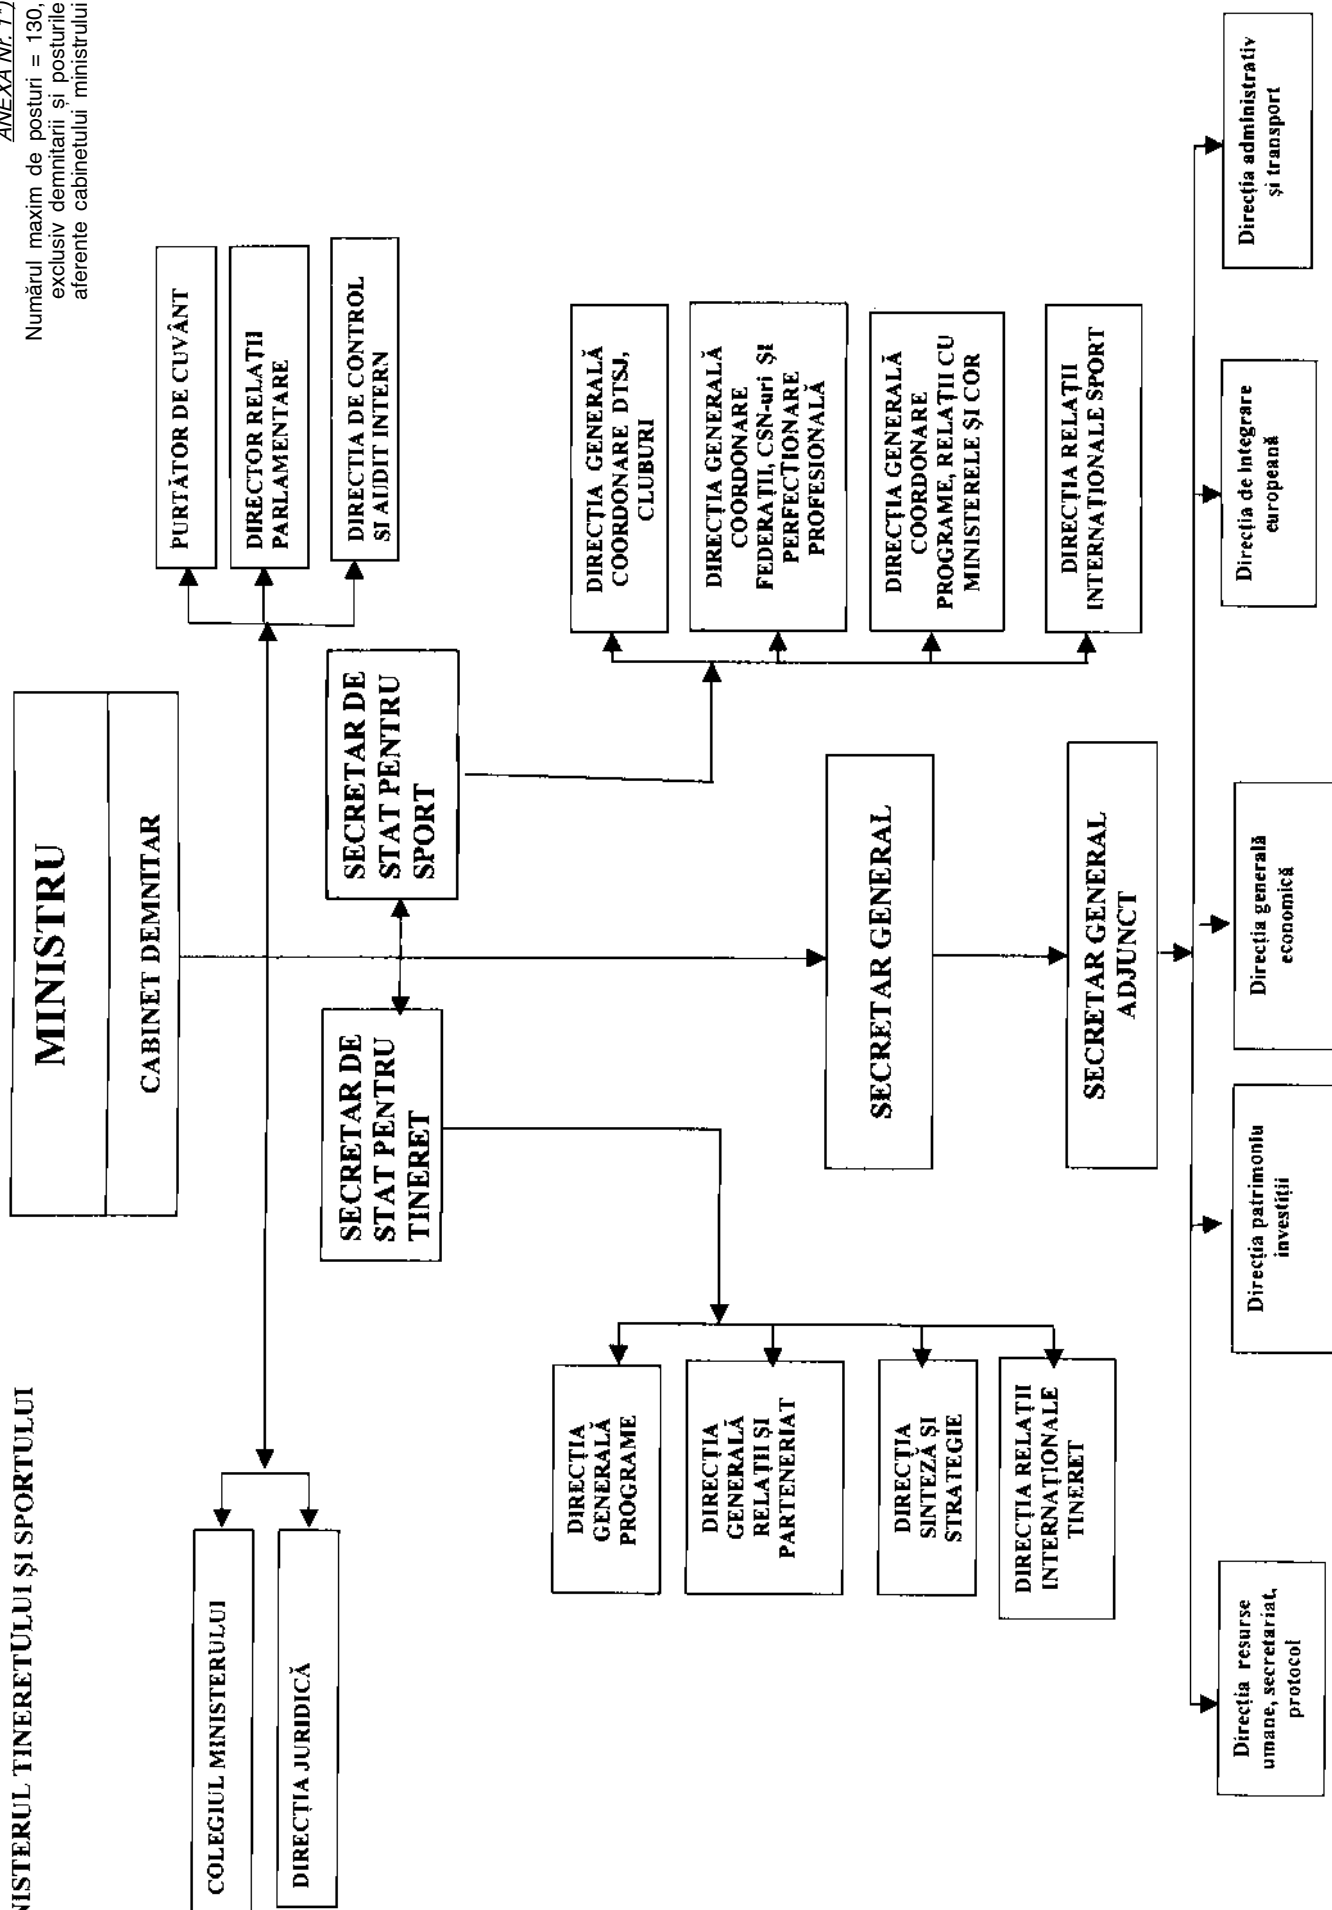 ANEXA Nr. 1*)
Numărul maxim de posturi = 130,
exclusiv demnitarii și posturile
aferente cabinetului ministrului
NISTERUL TINERETULUI ȘI SPORTULUI
MINISTRU
CABINET DEMNITAR
COLEGIUL MINISTERULUI
DIRECȚIA JURIDICĂ
PURTĂTOR DE CUVÂNT
DIRECTOR RELAȚII
PARLAMENTARE
DIRECTIA DE CONTROL
SI AUDIT INTERN
SECRETAR DE
STAT PENTRU
TINERET
SECRETAR DE
STAT PENTRU
SPORT
DIRECȚIA
GENERALĂ
PROGRAME
DIRECȚIA
GENERALĂ
RELAȚII ȘI
PARTENERIAT
DIRECȚIA
SINTEZĂ ȘI
STRATEGIE
DIRECȚIA RELAȚII
INTERNAȚIONALE
TINERET
DIRECȚIA GENERALĂ
COORDONARE DTSJ,
CLUBURI
DIRECȚIA GENERALĂ
COORDONARE
FEDERAȚII, CSN-uri ȘI
PERFECȚIONARE
PROFESIONALĂ
DIRECȚIA GENERALĂ
COORDONARE
PROGRAME, RELAȚII CU
MINISTERELE ȘI COR
DIRECȚIA RELAȚII
INTERNAȚIONALE SPORT
SECRETAR GENERAL
SECRETAR GENERAL
ADJUNCT
Direcția resurse
umane, secretariat,
protocol
Direcția patrimoniu
investiții
Direcția generală
economică
Direcția de integrare
europeană
Direcția administrativ
și transport